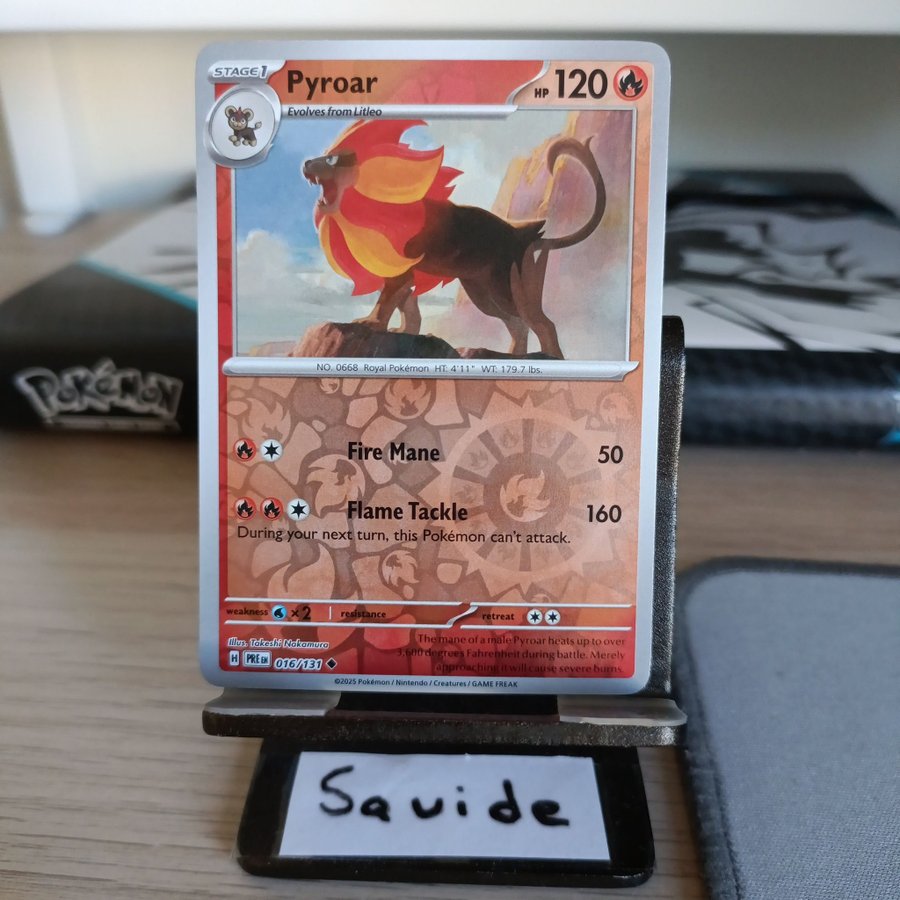 STAGE 1 Pyroar HP 120
Evolves from Litleo
NO. 0668 Royal Pokémon HT: 4'11" WT: 179.7 lbs.
Fire Mane 50
Flame Tackle 160
During your next turn, this Pokémon can't attack.
weakness ×2 resistance retreat
Illus. Takeshi Nakamura
H PRE EN 016/131
The mane of a male Pyroar heats up to over
3,600 degrees Fahrenheit during battle. Merely
approaching it will cause severe burns.
©2025 Pokémon / Nintendo / Creatures / GAME FREAK
POKéMON
Savide